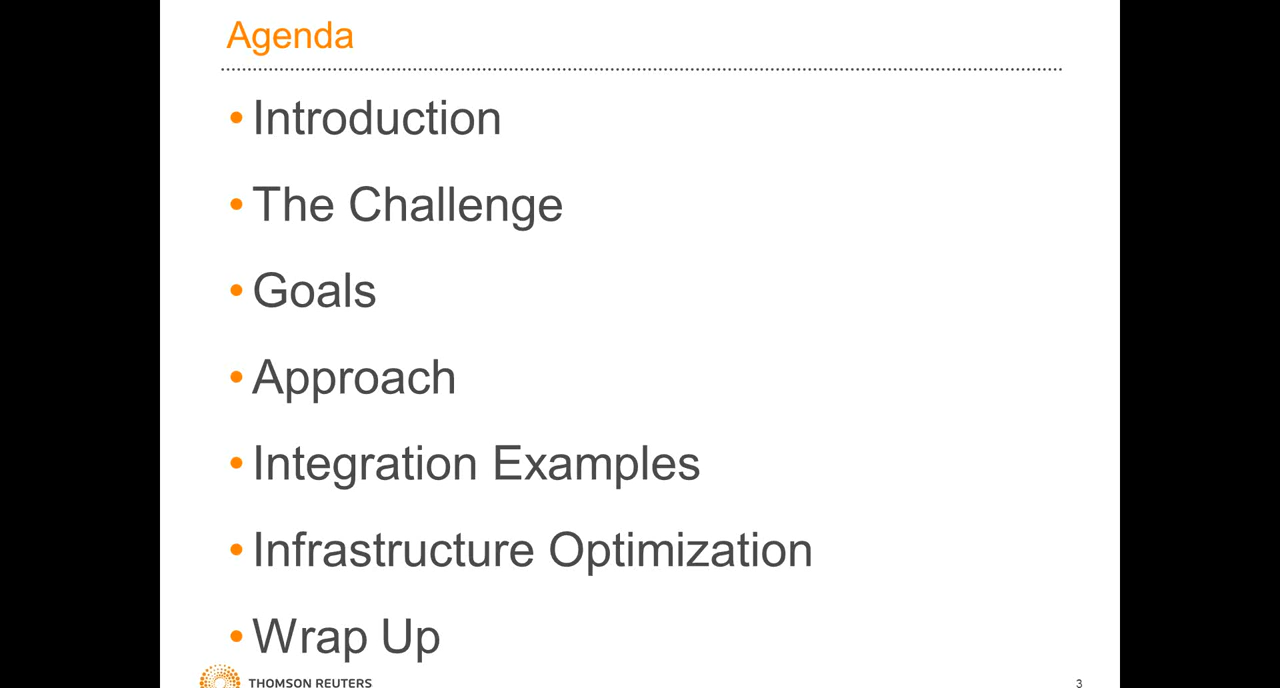 Agenda
• Introduction
• The Challenge
• Goals
• Approach
• Integration Examples
• Infrastructure Optimization
• Wrap Up
THOMSON REUTERS
3